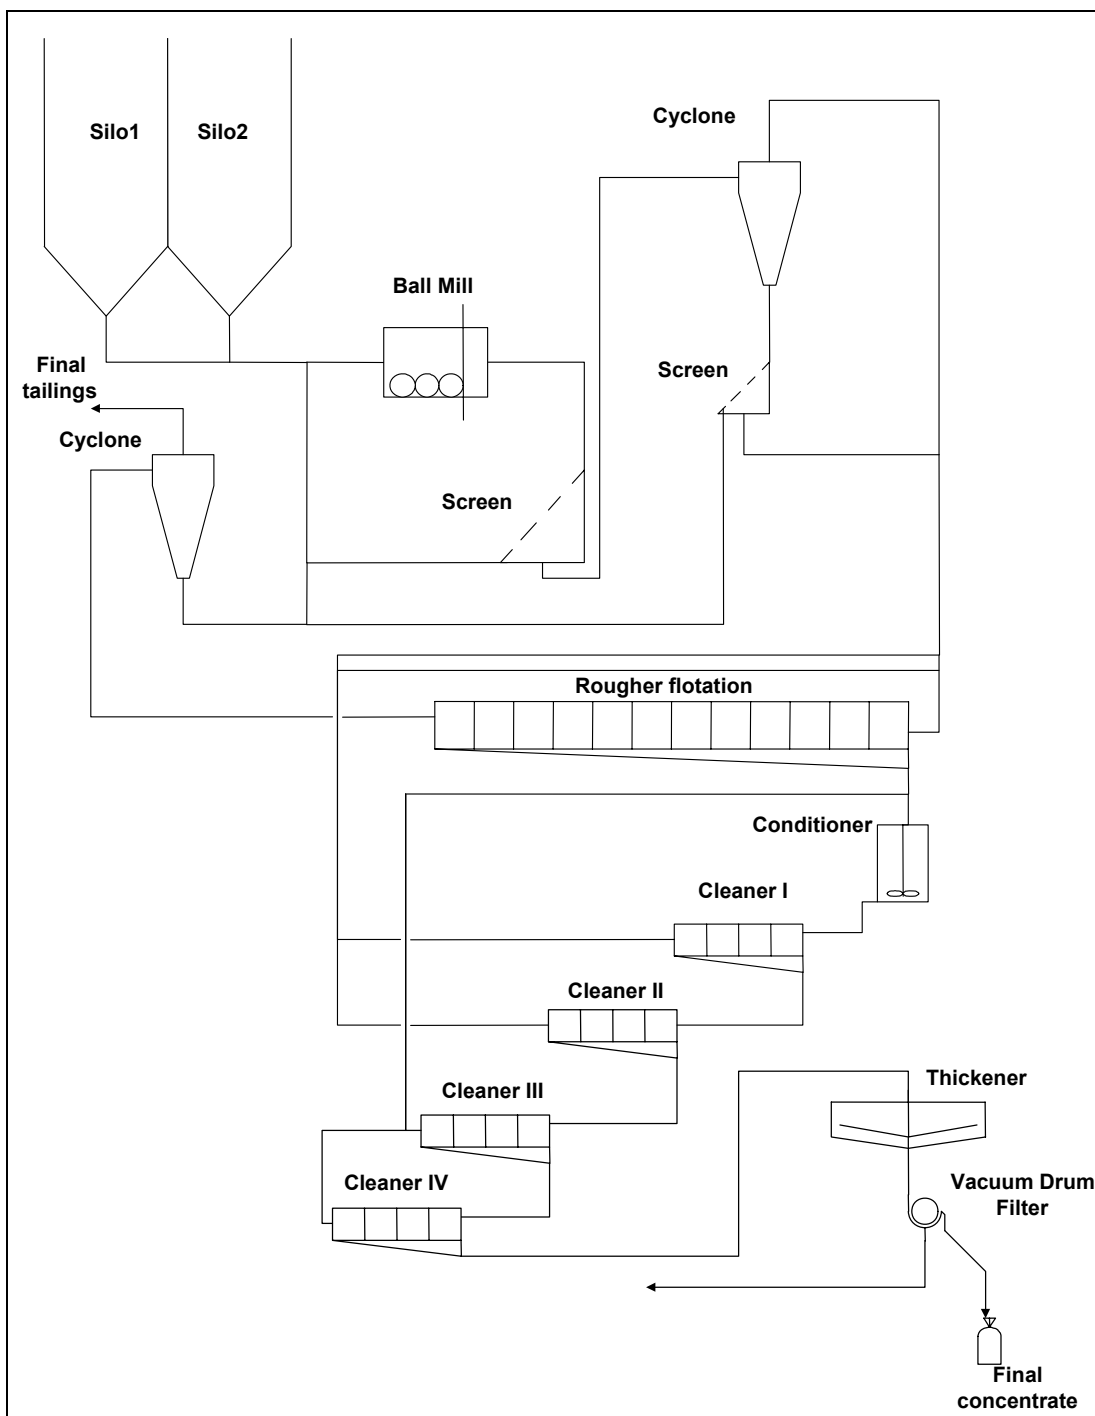 Cyclone
Silo1
Silo2
Ball Mill
Final
tailings
Screen
Cyclone
Screen
Rougher flotation
Conditioner
Cleaner I
Cleaner II
Thickener
Cleaner III
Cleaner IV
Vacuum Drum
Filter
Final
concentrate